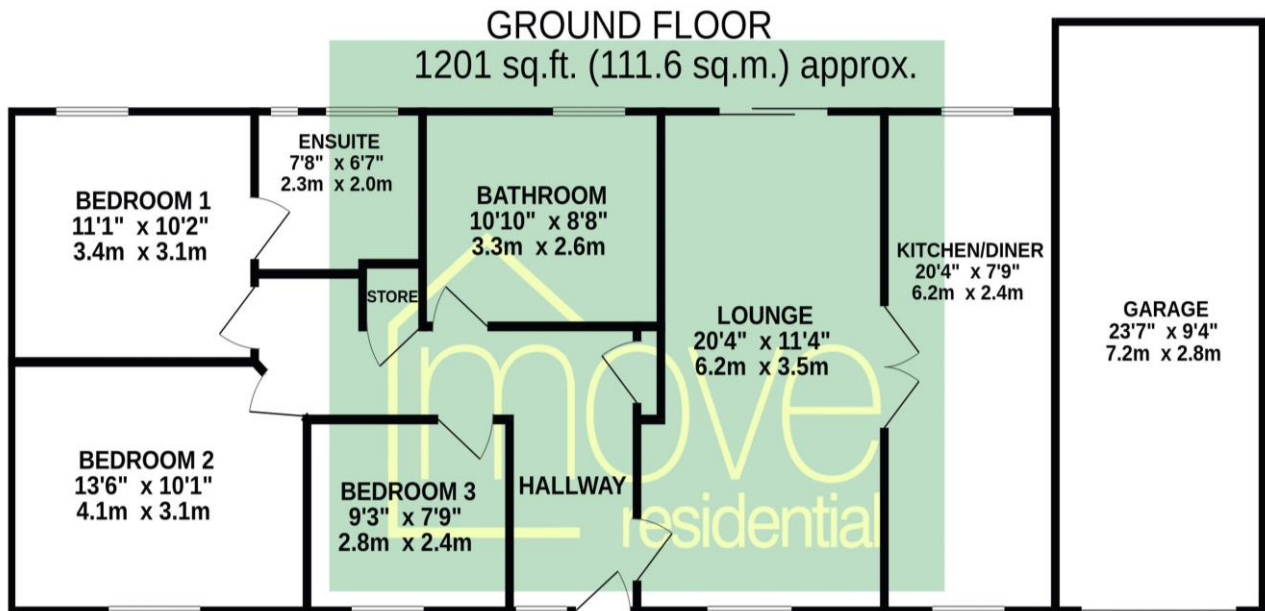 GROUND FLOOR
1201 sq.ft. (111.6 sq.m.) approx.
BEDROOM 1
11'1" x 10'2"
3.4m x 3.1m
ENSUITE
7'8" x 6'7"
2.3m x 2.0m
BATHROOM
10'10" x 8'8"
3.3m x 2.6m
STORE
LOUNGE
20'4" x 11'4"
6.2m x 3.5m
KITCHEN/DINER
20'4" x 7'9"
6.2m x 2.4m
GARAGE
23'7" x 9'4"
7.2m x 2.8m
BEDROOM 2
13'6" x 10'1"
4.1m x 3.1m
BEDROOM 3
9'3" x 7'9"
2.8m x 2.4m
HALLWAY
move
residential